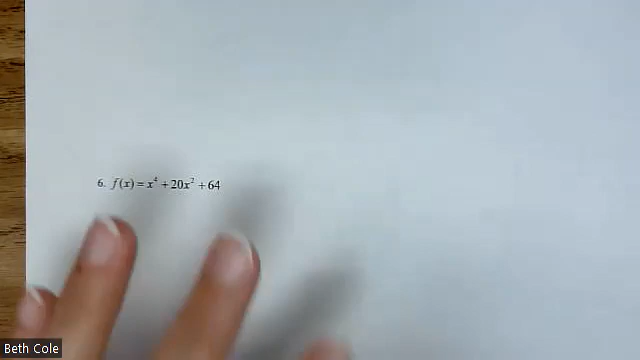 6. f(x) = x⁴ + 20x² + 64
Beth Cole